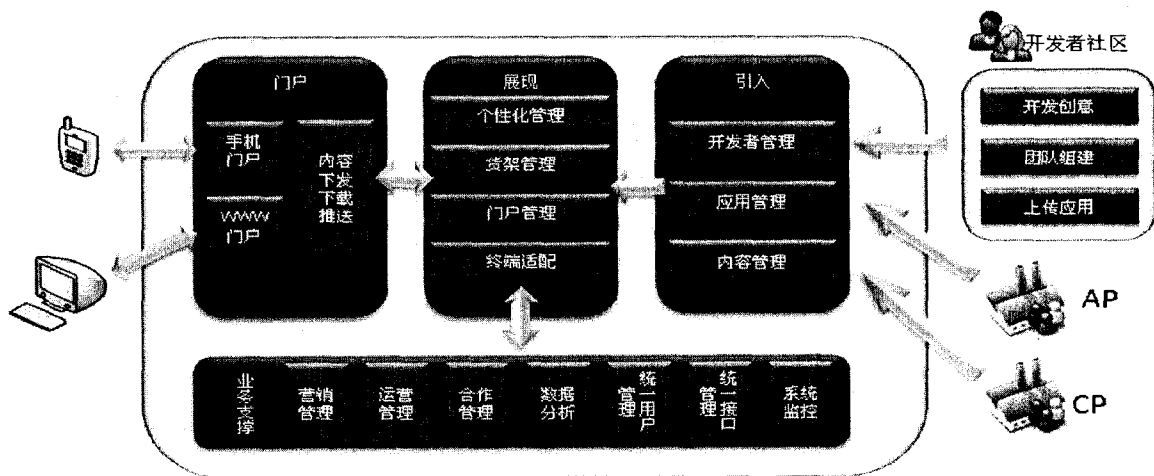 开发者社区
门户
手机
门户
WWW
门户
内容
下发
下载
推送
展现
个性化管理
货架管理
门户管理
终端适配
引入
开发者管理
应用管理
内容管理
开发创意
团队组建
上传应用
AP
CP
业务支撑
营销
管理
运营
管理
合作
管理
数据
分析
统一用户
管理
统一接口
管理
系统
监控